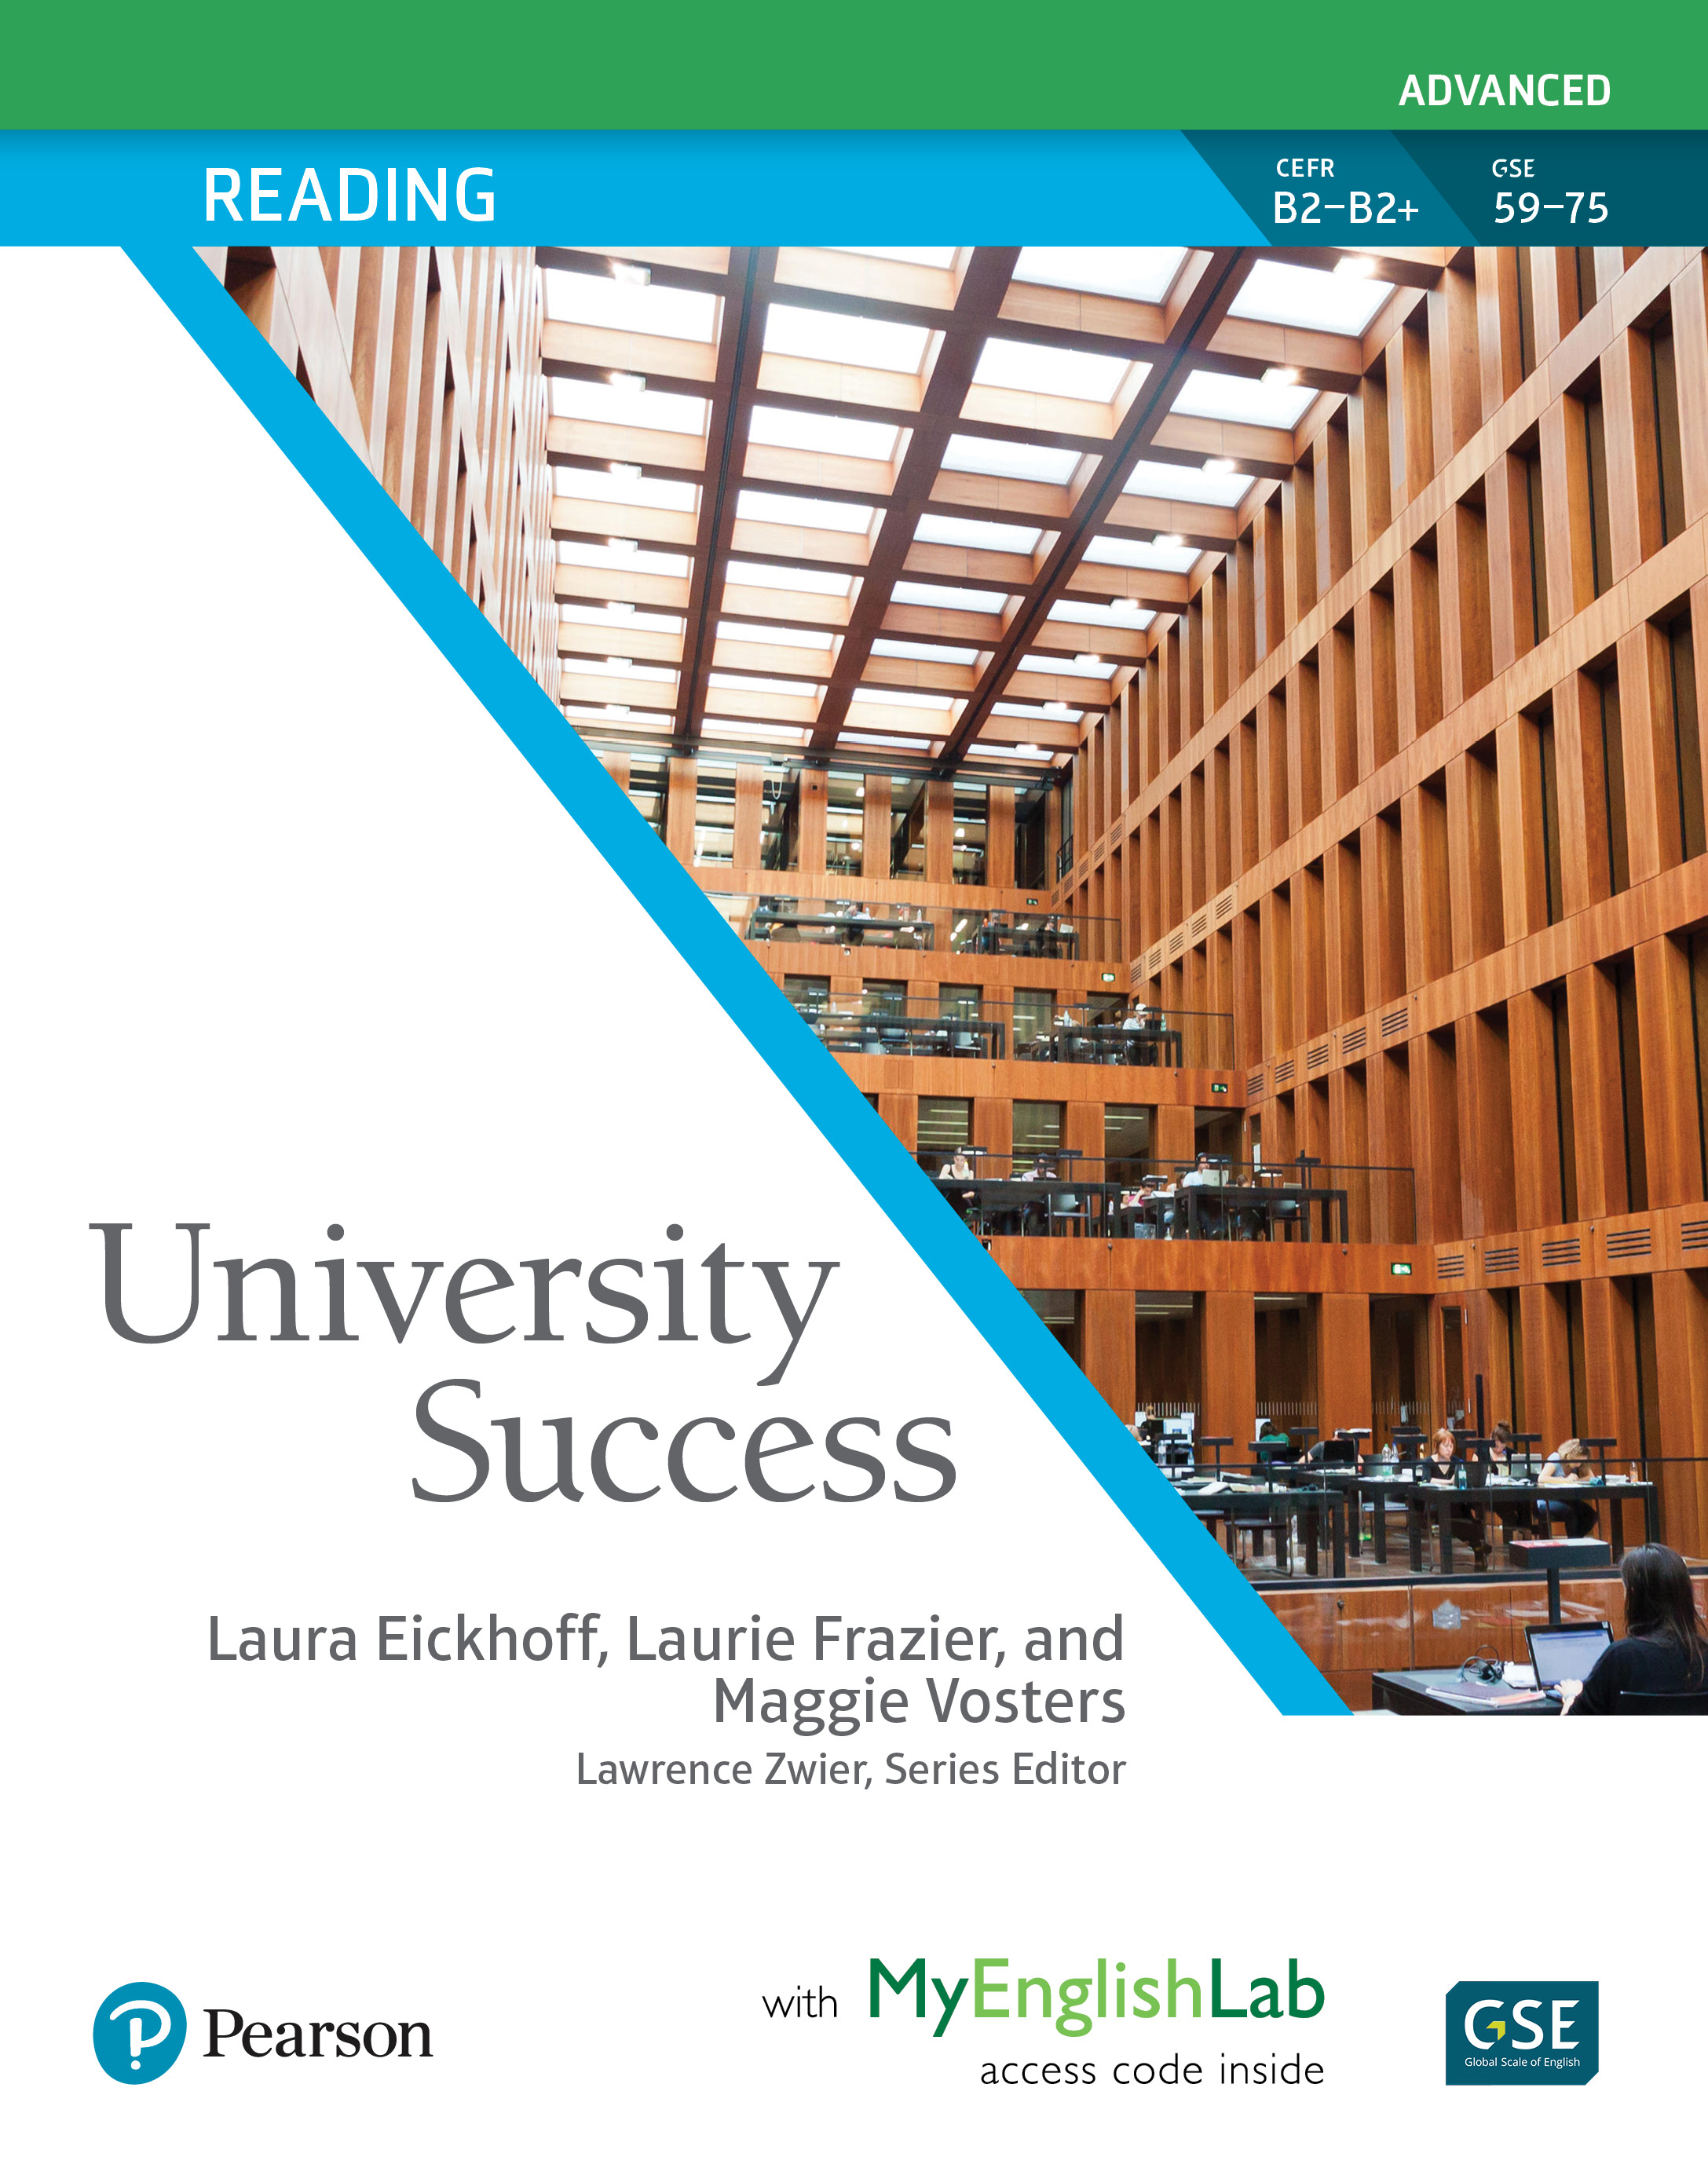 ADVANCED
READING
CEFR
B2–B2+
GSE
59–75
University
Success
Laura Eickhoff, Laurie Frazier, and
Maggie Vosters
Lawrence Zwier, Series Editor
Pearson
with MyEnglishLab
access code inside
GSE
Global Scale of English